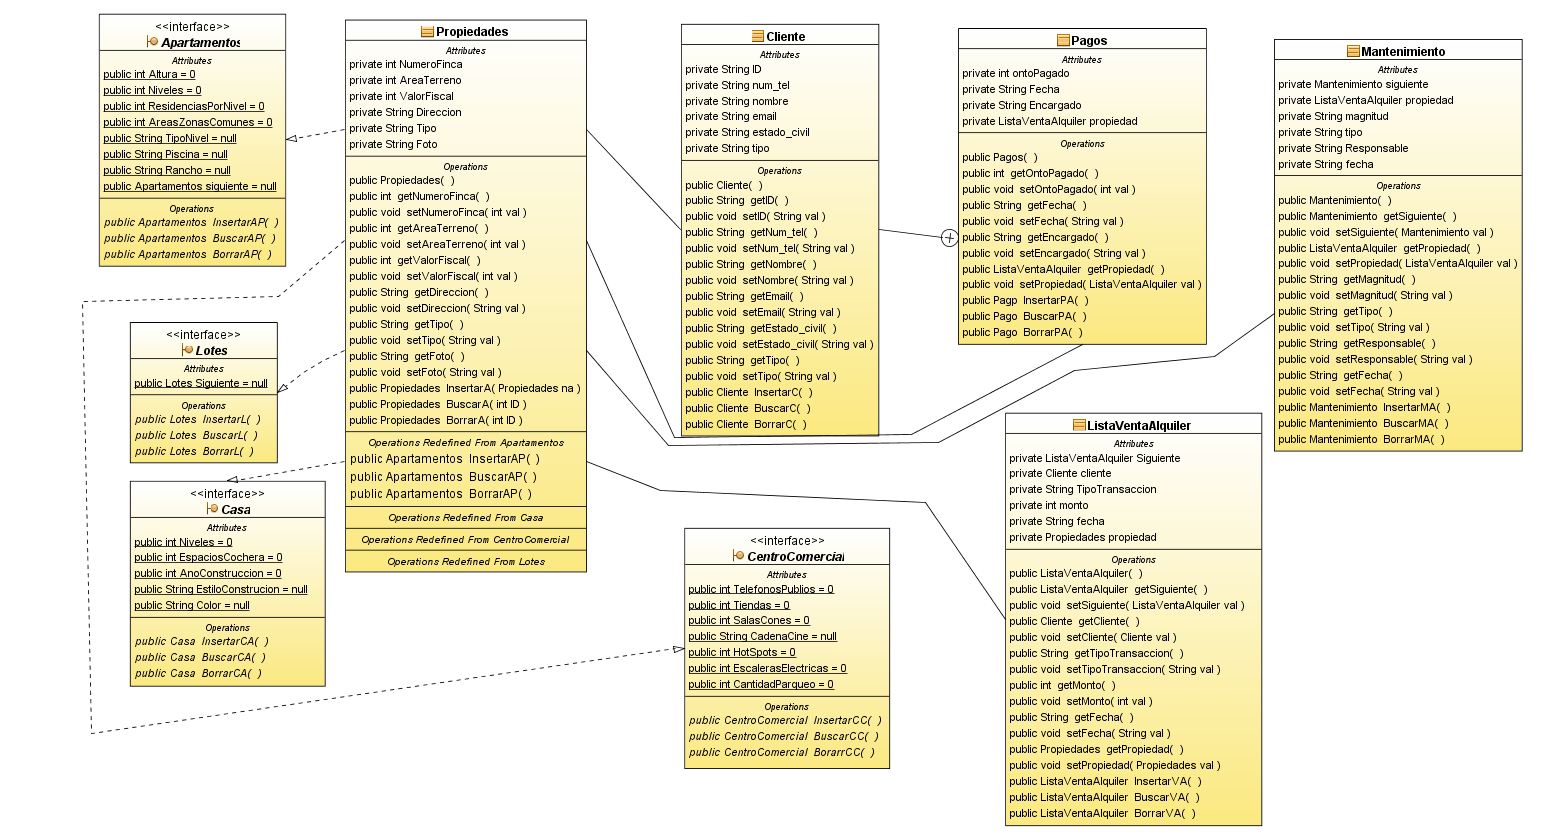 <<interface>>
Apartamentos
Attributes
public int Altura = 0
public int Niveles = 0
public int ResidenciasPorNivel = 0
public int AreasZonasComunes = 0
public String TipoNivel = null
public String Piscina = null
public String Rancho = null
public Apartamentos siguiente = null
Operations
public Apartamentos InsertarAP( )
public Apartamentos BuscarAP( )
public Apartamentos BorrarAP( )
<<interface>>
Lotes
Attributes
public Lotes Siguiente = null
Operations
public Lotes InsertarL( )
public Lotes BuscarL( )
public Lotes BorrarL( )
<<interface>>
Casa
Attributes
public int Niveles = 0
public int EspaciosCochera = 0
public int AnoConstruccion = 0
public String EstiloConstrucion = null
public String Color = null
Operations
public Casa InsertarCA( )
public Casa BuscarCA( )
public Casa BorrarCA( )
Propiedades
Attributes
private int NumeroFinca
private int AreaTerreno
private int ValorFiscal
private String Direccion
private String Tipo
private String Foto
Operations
public Propiedades( )
public int getNumeroFinca( )
public void setNumeroFinca( int val )
public int getAreaTerreno( )
public void setAreaTerreno( int val )
public int getValorFiscal( )
public void setValorFiscal( int val )
public String getDireccion( )
public void setDireccion( String val )
public String getTipo( )
public void setTipo( String val )
public String getFoto( )
public void setFoto( String val )
public Propiedades InsertarA( Propiedades na )
public Propiedades BuscarA( int ID )
public Propiedades BorrarA( int ID )
Operations Redefined From Apartamentos
public Apartamentos InsertarAP( )
public Apartamentos BuscarAP( )
public Apartamentos BorrarAP( )
Operations Redefined From Casa
Operations Redefined From CentroComercial
Operations Redefined From Lotes
Cliente
Attributes
private String ID
private String num_tel
private String nombre
private String email
private String estado_civil
private String tipo
Operations
public Cliente( )
public String getID( )
public void setID( String val )
public String getNum_tel( )
public void setNum_tel( String val )
public String getNombre( )
public void setNombre( String val )
public String getEmail( )
public void setEmail( String val )
public String getEstado_civil( )
public void setEstado_civil( String val )
public String getTipo( )
public void setTipo( String val )
public Cliente InsertarC( )
public Cliente BuscarC( )
public Cliente BorrarC( )
<<interface>>
CentroComercial
Attributes
public int TelefonosPublios = 0
public int Tiendas = 0
public int SalasCones = 0
public String CadenaCine = null
public int HotSpots = 0
public int EscalerasElectricas = 0
public int CantidadParqueo = 0
Operations
public CentroComercial InsertarCC( )
public CentroComercial BuscarCC( )
public CentroComercial BorarrCC( )
Pagos
Attributes
private int ontoPagado
private String Fecha
private String Encargado
private ListaVentaAlquiler propiedad
Operations
public Pagos( )
public int getOntoPagado( )
public void setOntoPagado( int val )
public String getFecha( )
public void setFecha( String val )
public String getEncargado( )
public void setEncargado( String val )
public ListaVentaAlquiler getPropiedad( )
public void setPropiedad( ListaVentaAlquiler val )
public Pagp InsertarPA( )
public Pago BuscarPA( )
public Pago BorrarPA( )
ListaVentaAlquiler
Attributes
private ListaVentaAlquiler Siguiente
private Cliente cliente
private String TipoTransaccion
private int monto
private String fecha
private Propiedades propiedad
Operations
public ListaVentaAlquiler( )
public ListaVentaAlquiler getSiguiente( )
public void setSiguiente( ListaVentaAlquiler val )
public Cliente getCliente( )
public void setCliente( Cliente val )
public String getTipoTransaccion( )
public void setTipoTransaccion( String val )
public int getMonto( )
public void setMonto( int val )
public String getFecha( )
public void setFecha( String val )
public Propiedades getPropiedad( )
public void setPropiedad( Propiedades val )
public ListaVentaAlquiler InsertarVA( )
public ListaVentaAlquiler BuscarVA( )
public ListaVentaAlquiler BorrarVA( )
Mantenimiento
Attributes
private Mantenimiento siguiente
private ListaVentaAlquiler propiedad
private String magnitud
private String tipo
private String Responsable
private String fecha
Operations
public Mantenimiento( )
public Mantenimiento getSiguiente( )
public void setSiguiente( Mantenimiento val )
public ListaVentaAlquiler getPropiedad( )
public void setPropiedad( ListaVentaAlquiler val )
public String getMagnitud( )
public void setMagnitud( String val )
public String getTipo( )
public void setTipo( String val )
public String getResponsable( )
public void setResponsable( String val )
public String getFecha( )
public void setFecha( String val )
public Mantenimiento InsertarMA( )
public Mantenimiento BuscarMA( )
public Mantenimiento BorrarMA( )